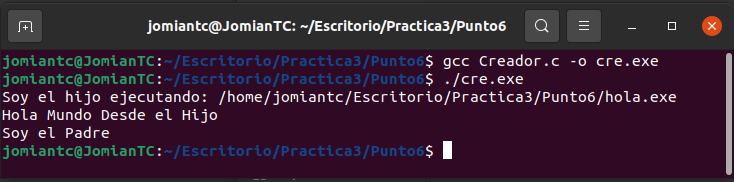 jomiantc@JomianTC: ~/Escritorio/Practica3/Punto6
jomiantc@JomianTC:~/Escritorio/Practica3/Punto6$ gcc Creador.c -o cre.exe
jomiantc@JomianTC:~/Escritorio/Practica3/Punto6$ ./cre.exe
Soy el hijo ejecutando: /home/jomiantc/Escritorio/Practica3/Punto6/hola.exe
Hola Mundo Desde el Hijo
Soy el Padre
jomiantc@JomianTC:~/Escritorio/Practica3/Punto6$